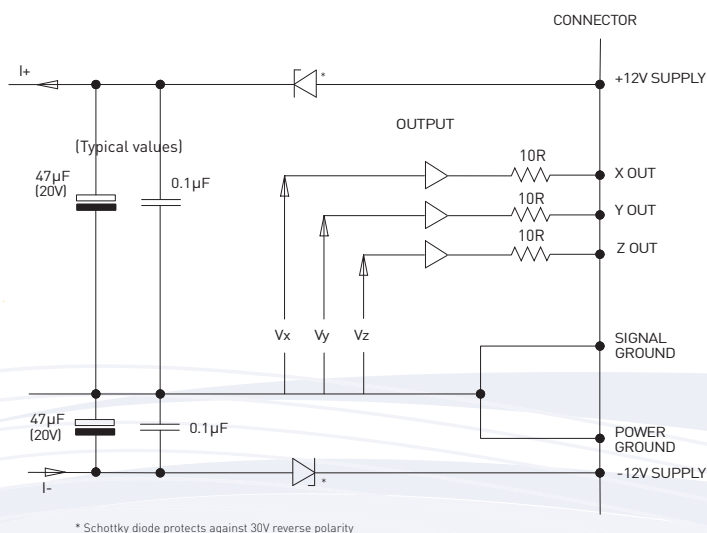 CONNECTOR
I+
*
+12V SUPPLY
OUTPUT
(Typical values)
10R
47µF
(20V)
0.1µF
X OUT
10R
Y OUT
10R
Z OUT
Vx
Vy
Vz
SIGNAL
GROUND
47µF
(20V)
0.1µF
POWER
GROUND
-12V SUPPLY
I-
*
* Schottky diode protects against 30V reverse polarity